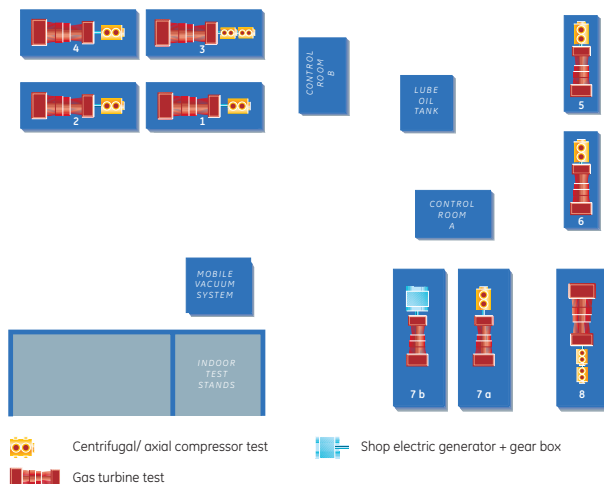 4
3
2
1
CONTROL
ROOM
B
LUBE
OIL
TANK
5
6
CONTROL
ROOM
A
MOBILE
VACUUM
SYSTEM
INDOOR
TEST
STANDS
7 b
7 a
8
Centrifugal/ axial compressor test
Shop electric generator + gear box
Gas turbine test